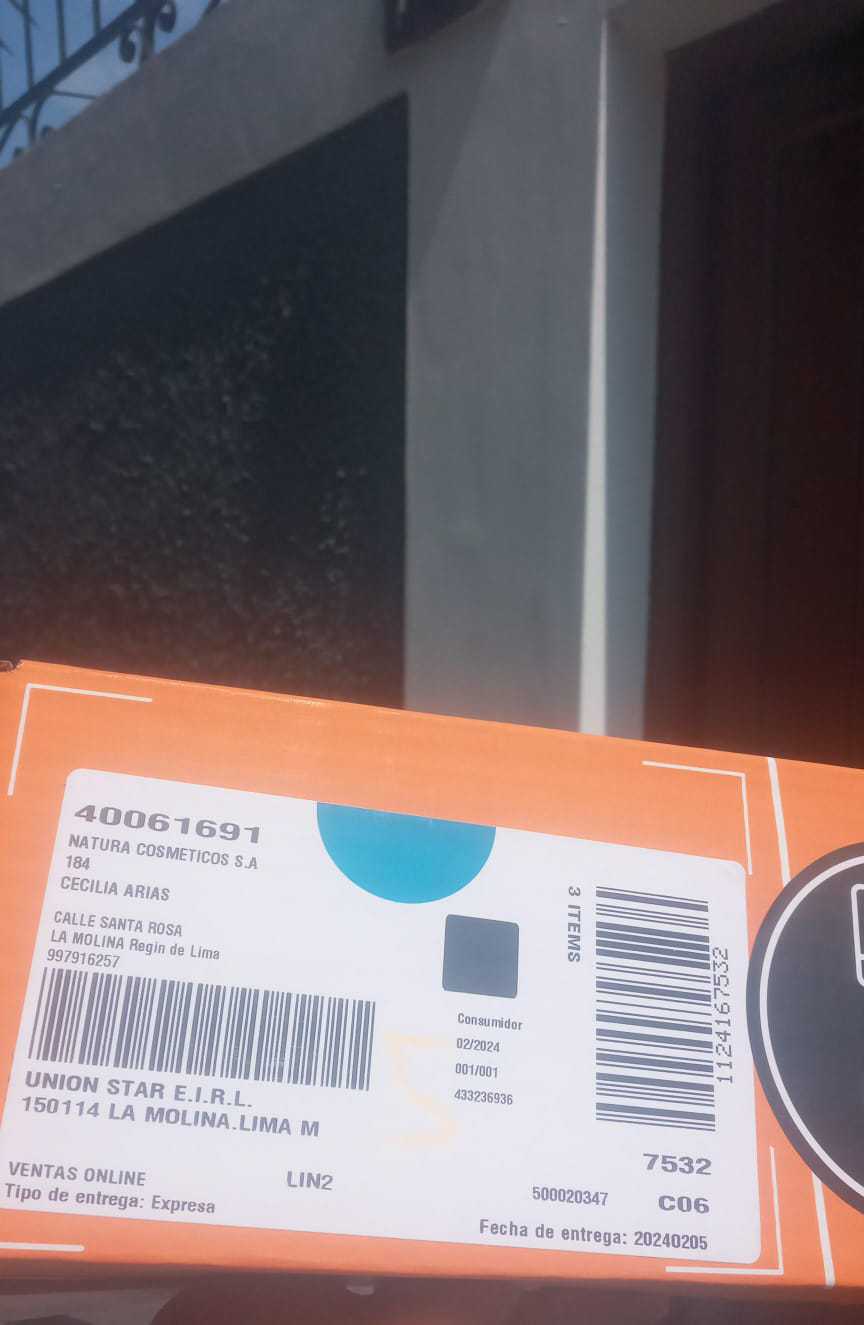 40061691
NATURA COSMETICOS S.A
184
CECILIA ARIAS
CALLE SANTA ROSA
LA MOLINA Regin de Lima
997916257
UNION STAR E.I.R.L.
150114 LA MOLINA.LIMA M
VENTAS ONLINE
LIN2
Tipo de entrega: Expresa
3 ITEMS
1124167532
Consumidor
02/2024
001/001
433236936
7532
500020347
C06
Fecha de entrega: 20240205